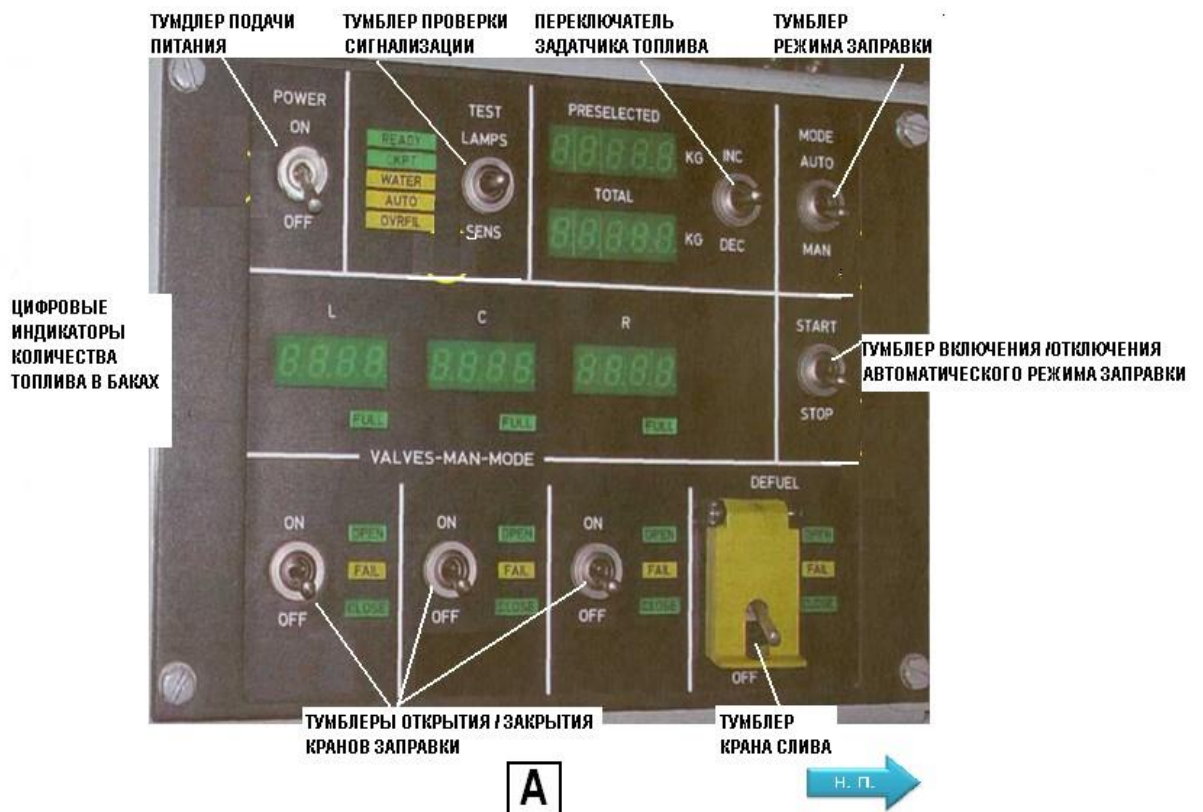 ТУМДЛЕР ПОДАЧИ
ПИТАНИЯ
ТУМБЛЕР ПРОВЕРКИ
СИГНАЛИЗАЦИИ
ПЕРЕКЛЮЧАТЕЛЬ
ЗАДАТЧИКА ТОПЛИВА
ТУМБЛЕР
РЕЖИМА ЗАПРАВКИ
POWER
ON
OFF
READY
CKPT
WATER
AUTO
OVRFIL
TEST
LAMPS
SENS
PRESELECTED
KG
TOTAL
KG
INC
DEC
MODE
AUTO
MAN
ЦИФРОВЫЕ
ИНДИКАТОРЫ
КОЛИЧЕСТВА
ТОПЛИВА В БАКАХ
L
C
R
FULL
FULL
FULL
START
STOP
ТУМБЛЕР ВКЛЮЧЕНИЯ /ОТКЛЮЧЕНИЯ
АВТОМАТИЧЕСКОГО РЕЖИМА ЗАПРАВКИ
VALVES-MAN-MODE
ON
OFF
OPEN
FAIL
CLOSE
ON
OFF
OPEN
FAIL
CLOSE
ON
OFF
OPEN
FAIL
CLOSE
DEFUEL
OFF
OPEN
FAIL
CLOSE
ТУМБЛЕРЫ ОТКРЫТИЯ / ЗАКРЫТИЯ
КРАНОВ ЗАПРАВКИ
ТУМБЛЕР
КРАНА СЛИВА
A
Н. П.